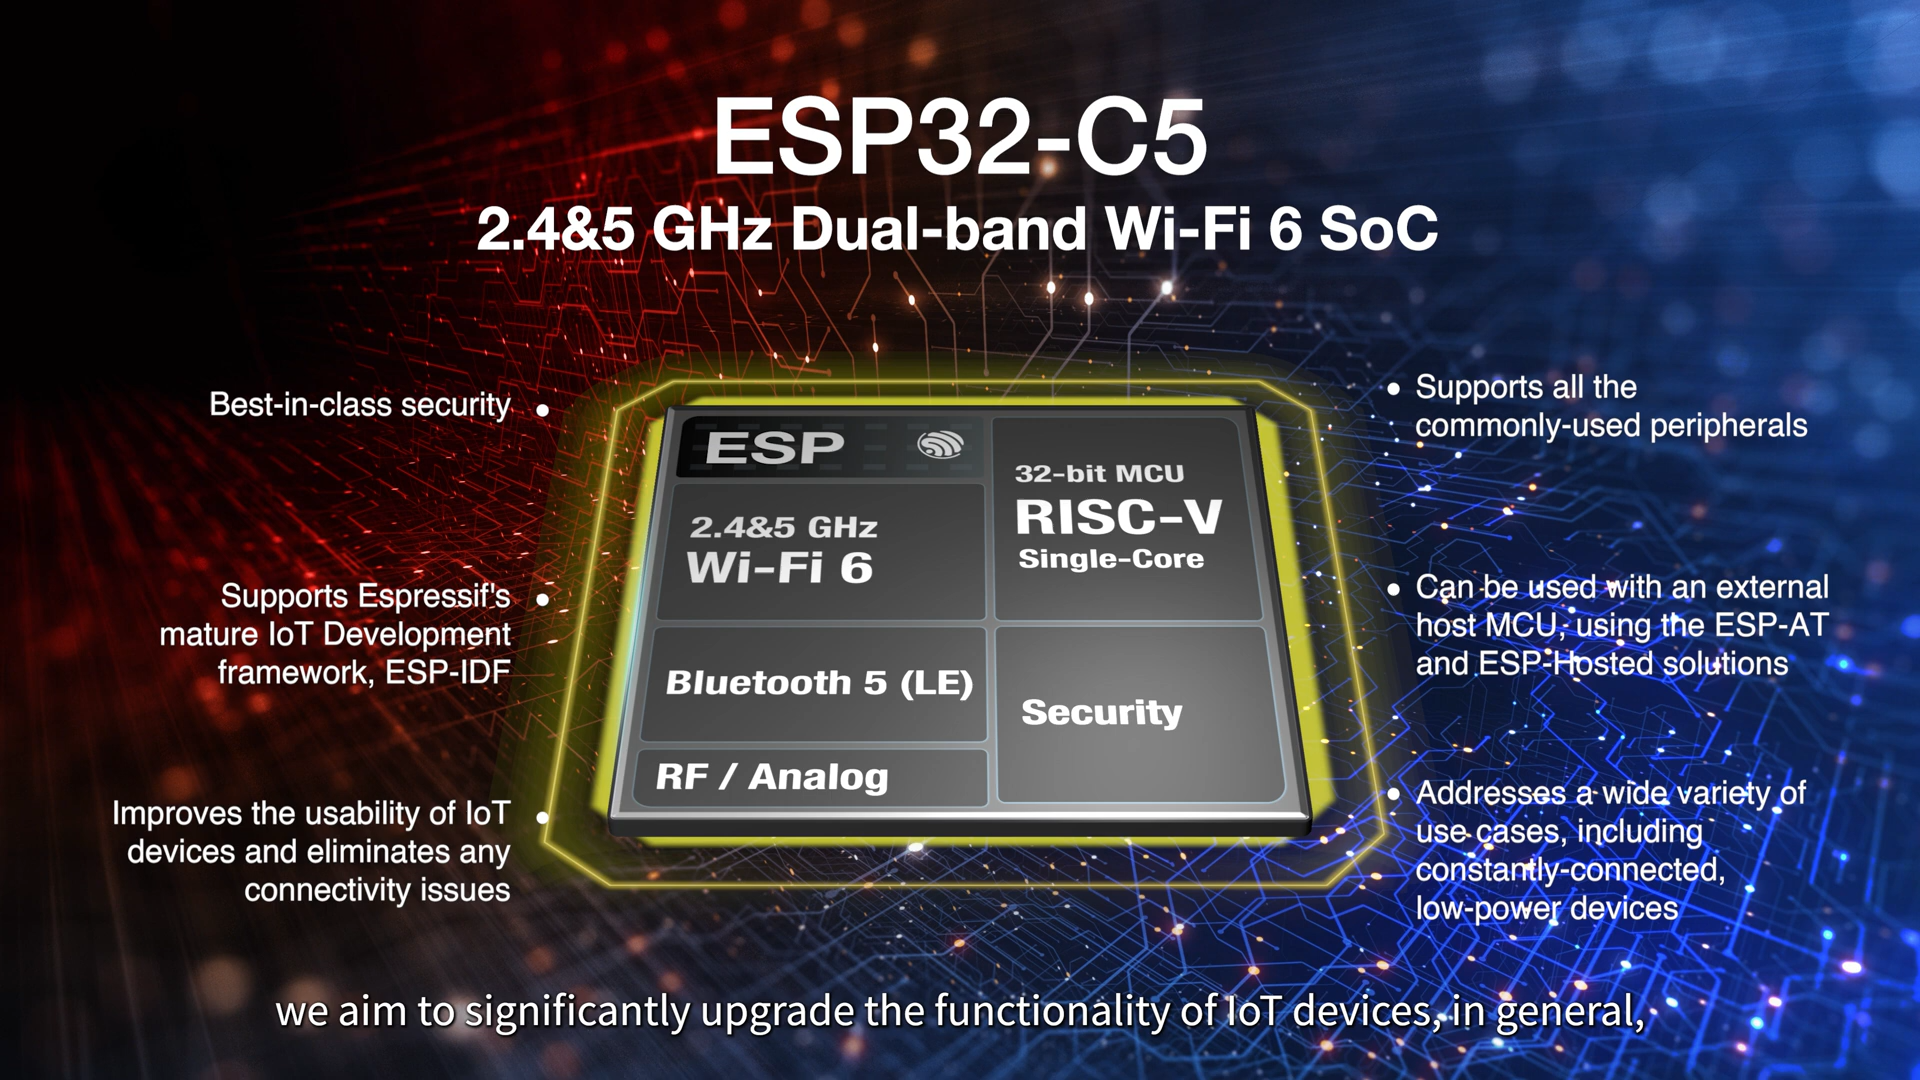 ESP32-C5
2.4&5 GHz Dual-band Wi-Fi 6 SoC
Best-in-class security
Supports Espressif's
mature IoT Development
framework, ESP-IDF
Improves the usability of IoT
devices and eliminates any
connectivity issues
ESP
2.4&5 GHz
Wi-Fi 6
Bluetooth 5 (LE)
RF / Analog
32-bit MCU
RISC-V
Single-Core
Security
Supports all the
commonly-used peripherals
Can be used with an external
host MCU, using the ESP-AT
and ESP-Hosted solutions
Addresses a wide variety of
use cases, including
constantly-connected,
low-power devices
we aim to significantly upgrade the functionality of IoT devices, in general,